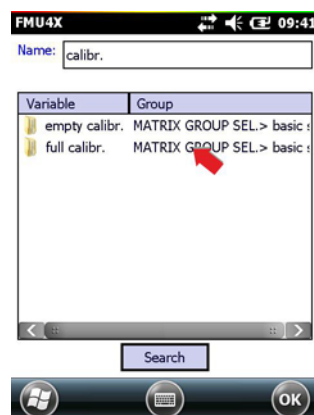 FMU4X 09:41
Name: calibr.
Variable Group
empty calibr. MATRIX GROUP SEL.> basic s
full calibr. MATRIX GROUP SEL.> basic s
Search
OK